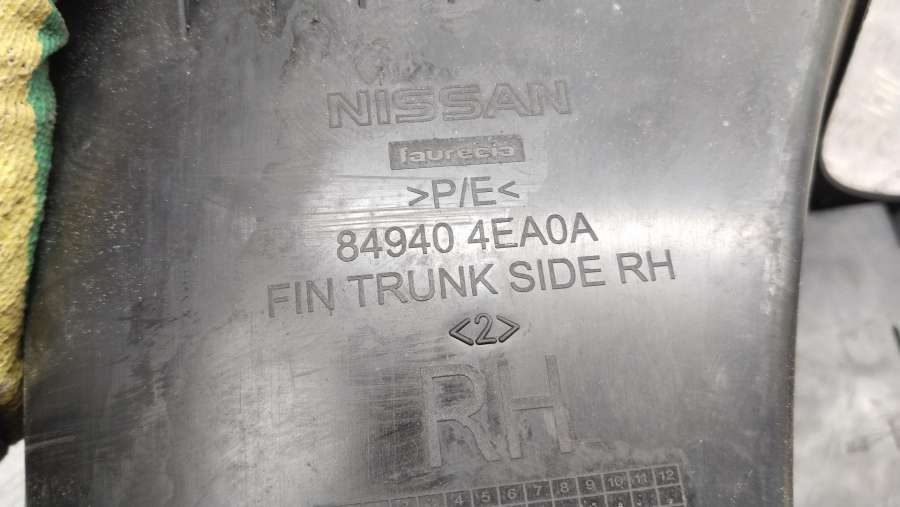 NISSAN
faurecia
>P/E<
84940 4EA0A
FIN TRUNK SIDE RH
<2>
RH
4 5 6 7 8 9 10 11 12